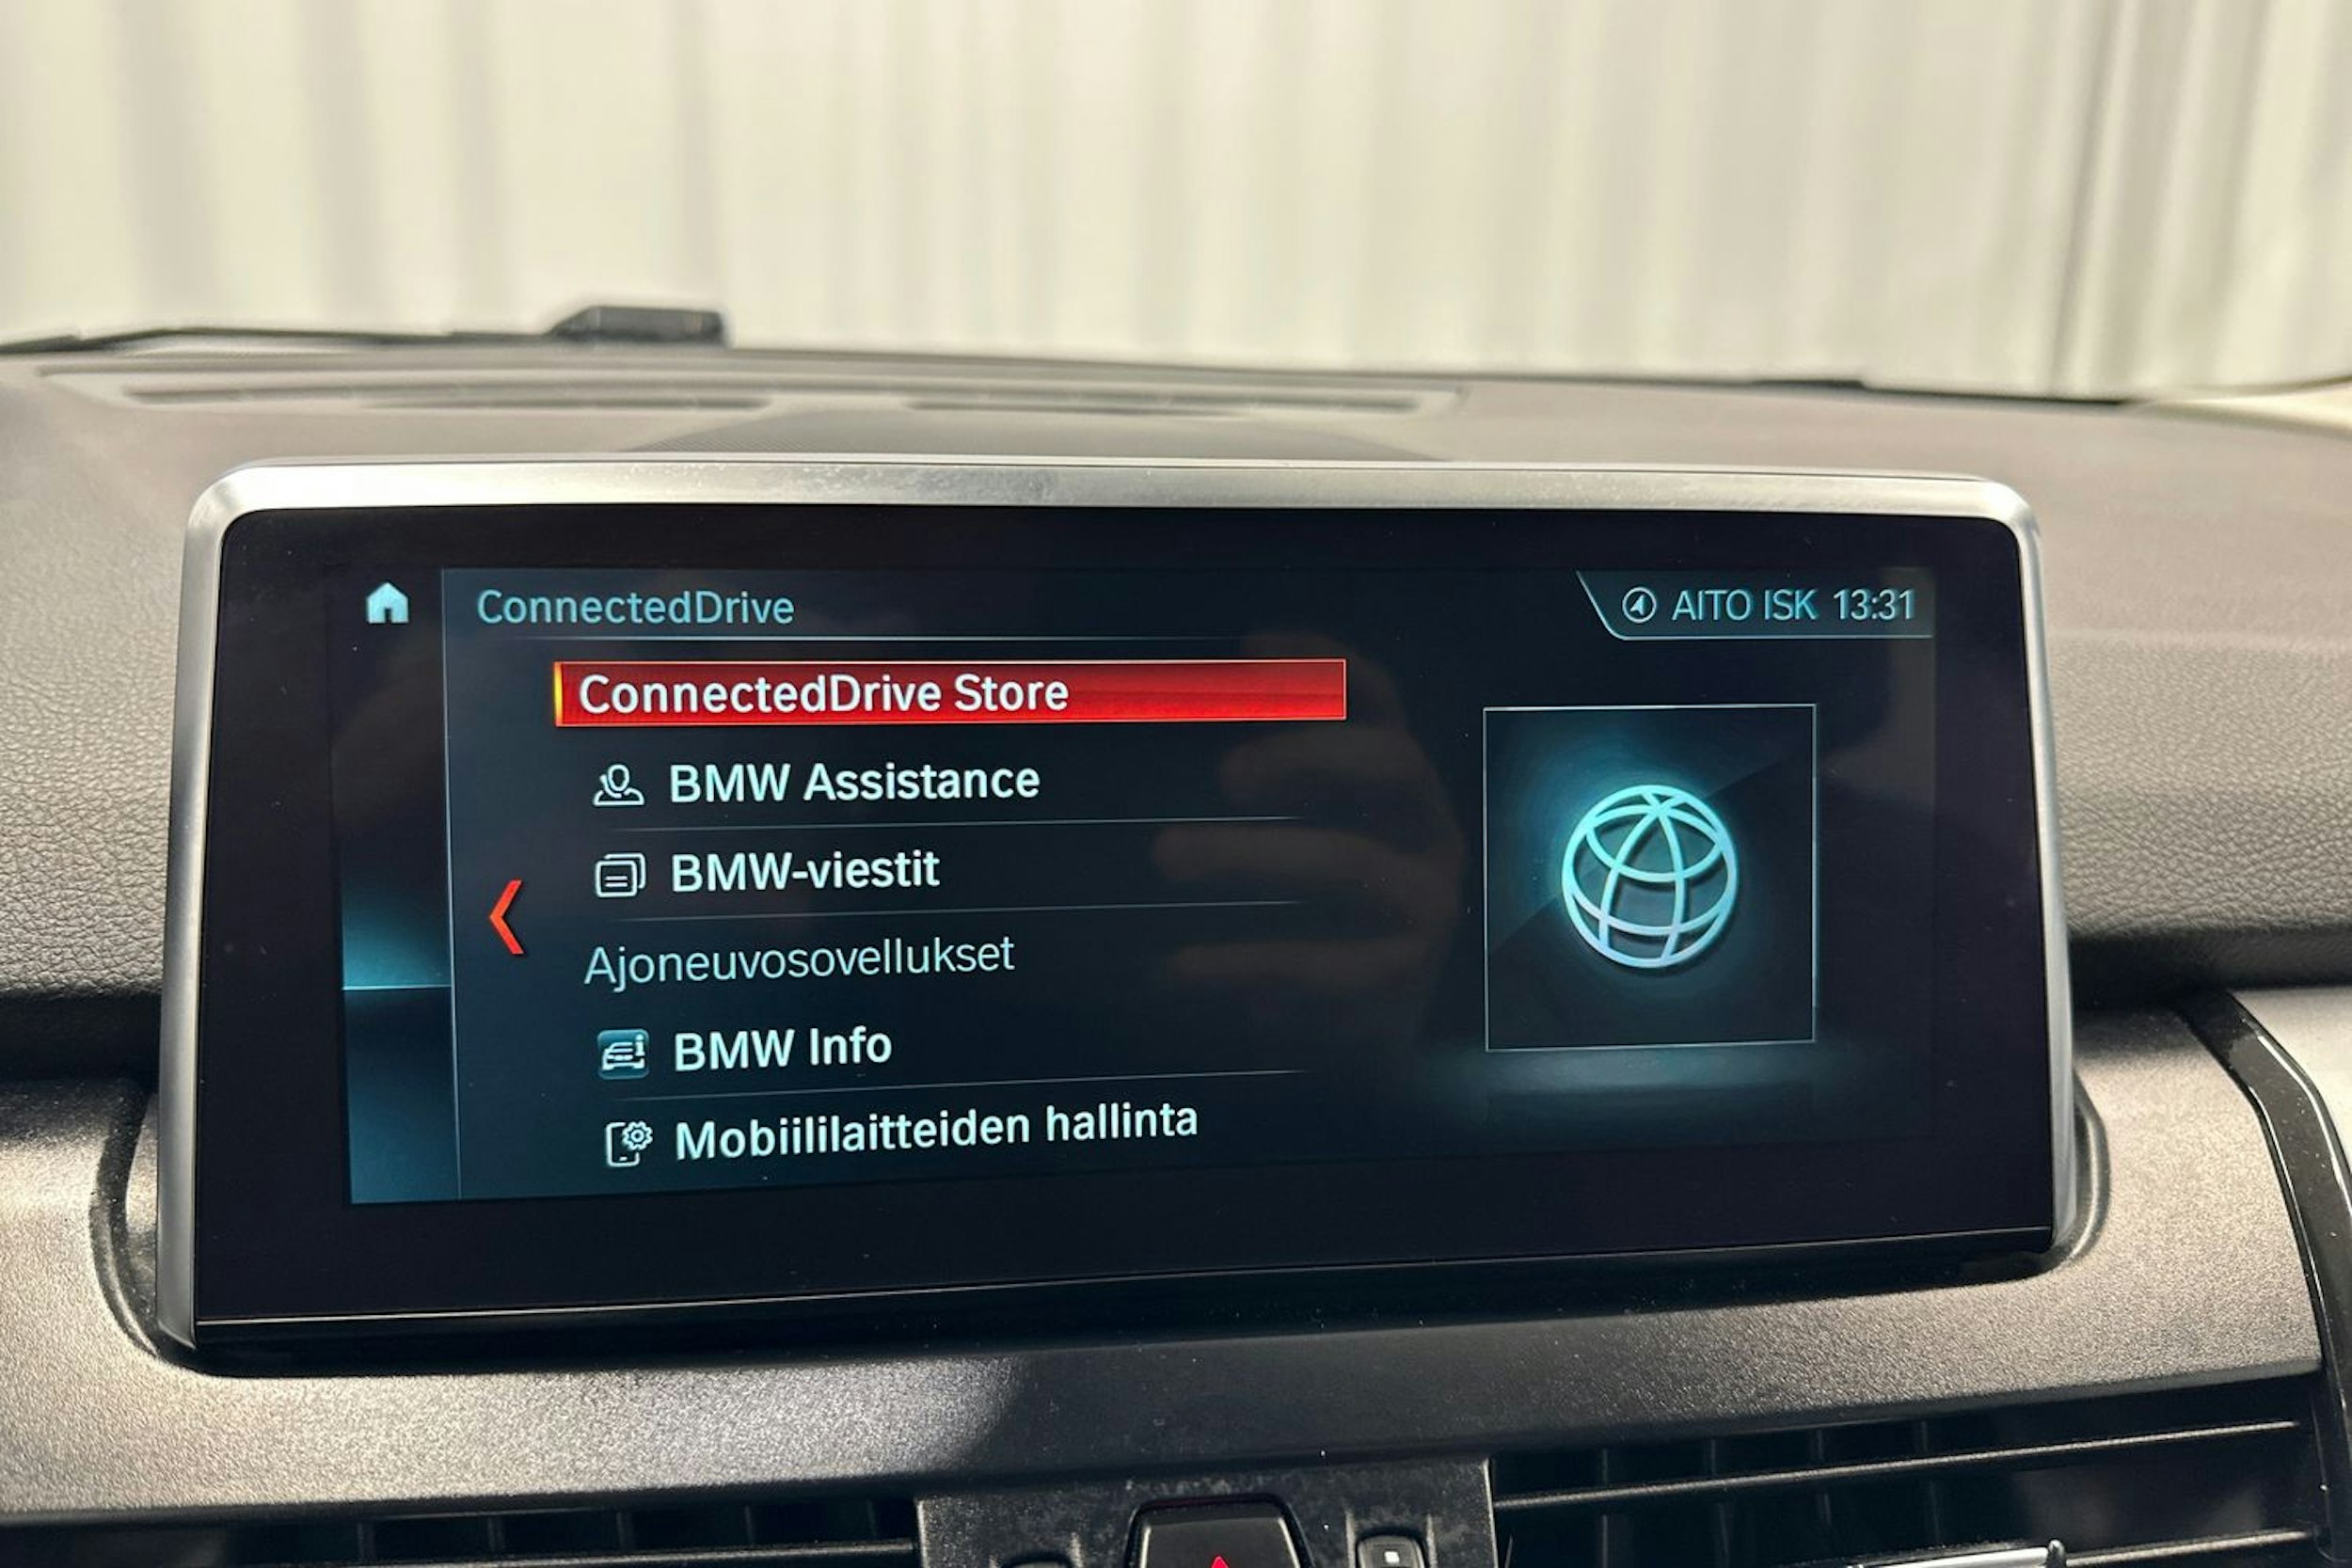 ConnectedDrive
AITO ISK 13:31
ConnectedDrive Store
BMW Assistance
BMW-viestit
Ajoneuvosovellukset
BMW Info
Mobiililaitteiden hallinta